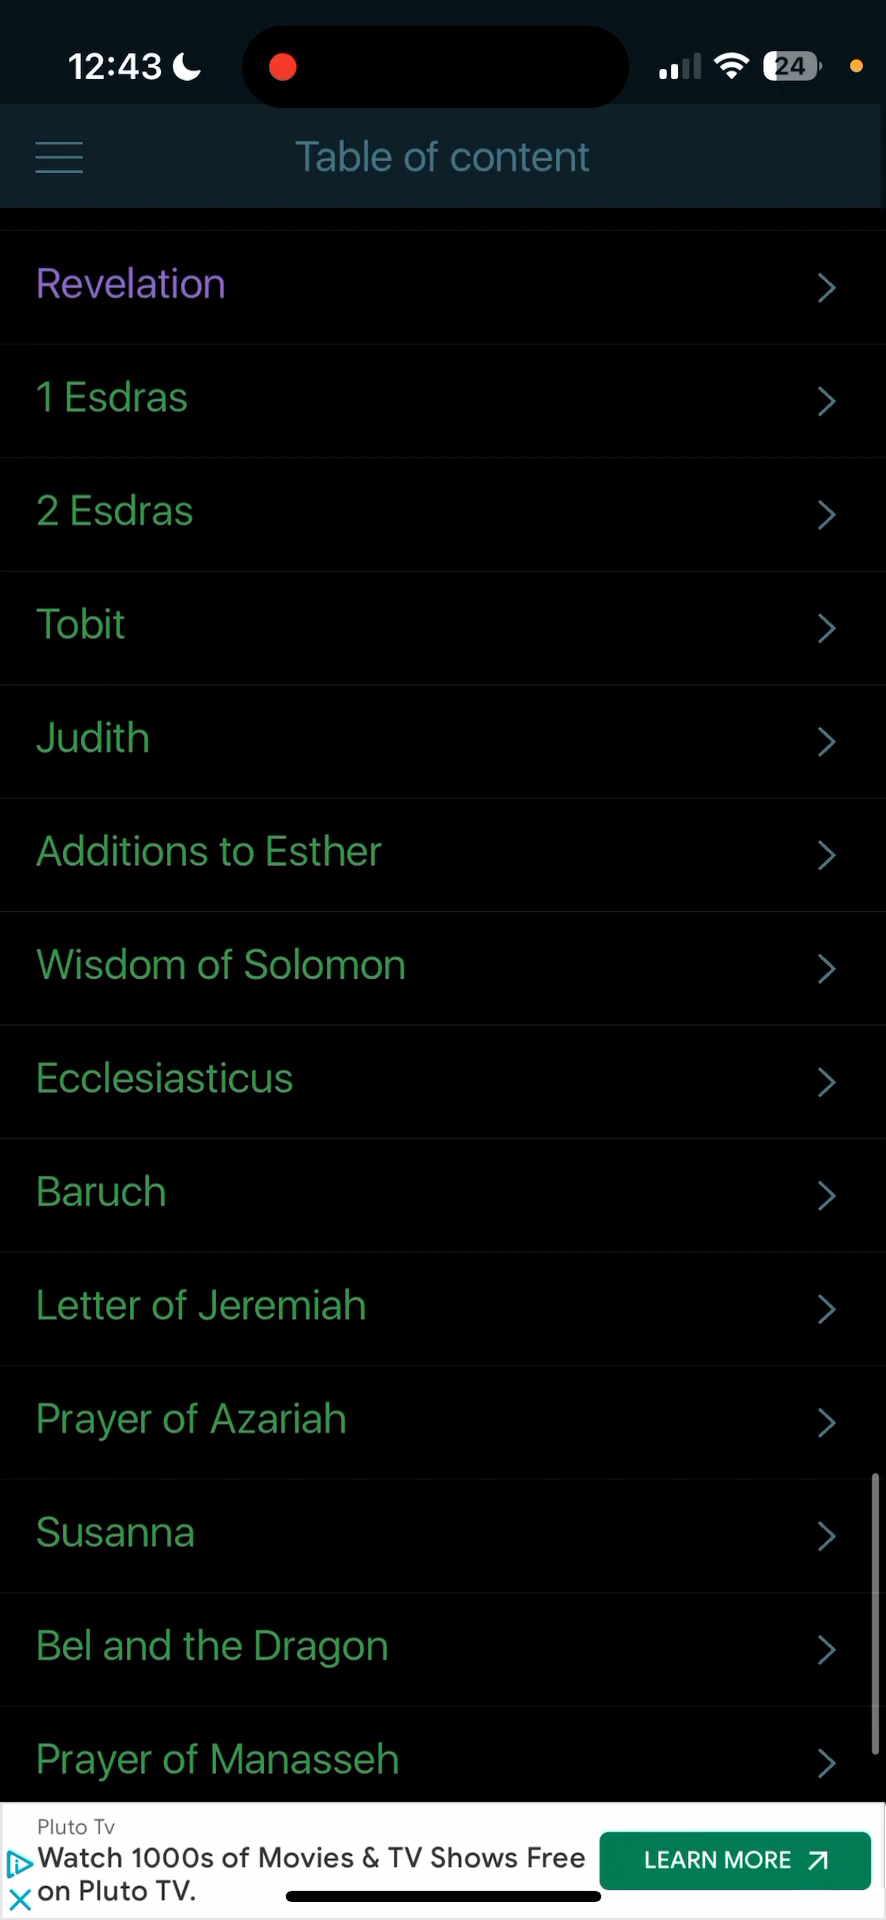 12:43
24
Table of content
Revelation
1 Esdras
2 Esdras
Tobit
Judith
Additions to Esther
Wisdom of Solomon
Ecclesiasticus
Baruch
Letter of Jeremiah
Prayer of Azariah
Susanna
Bel and the Dragon
Prayer of Manasseh
Pluto Tv
Watch 1000s of Movies & TV Shows Free
on Pluto TV.
LEARN MORE